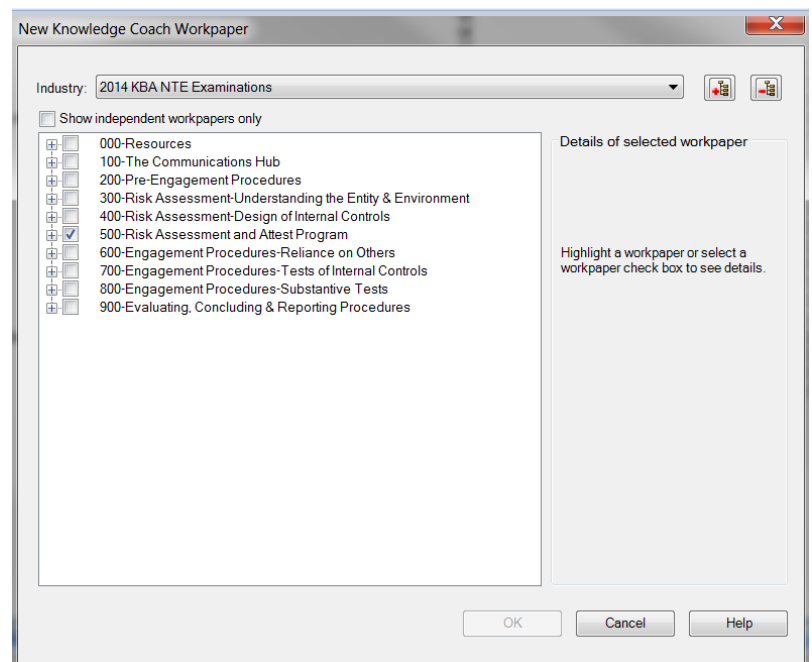 New Knowledge Coach Workpaper
Industry: 2014 KBA NTE Examinations
Show independent workpapers only
000-Resources
100-The Communications Hub
200-Pre-Engagement Procedures
300-Risk Assessment-Understanding the Entity & Environment
400-Risk Assessment-Design of Internal Controls
500-Risk Assessment and Attest Program
600-Engagement Procedures-Reliance on Others
700-Engagement Procedures-Tests of Internal Controls
800-Engagement Procedures-Substantive Tests
900-Evaluating, Concluding & Reporting Procedures
Details of selected workpaper
Highlight a workpaper or select a
workpaper check box to see details.
OK Cancel Help